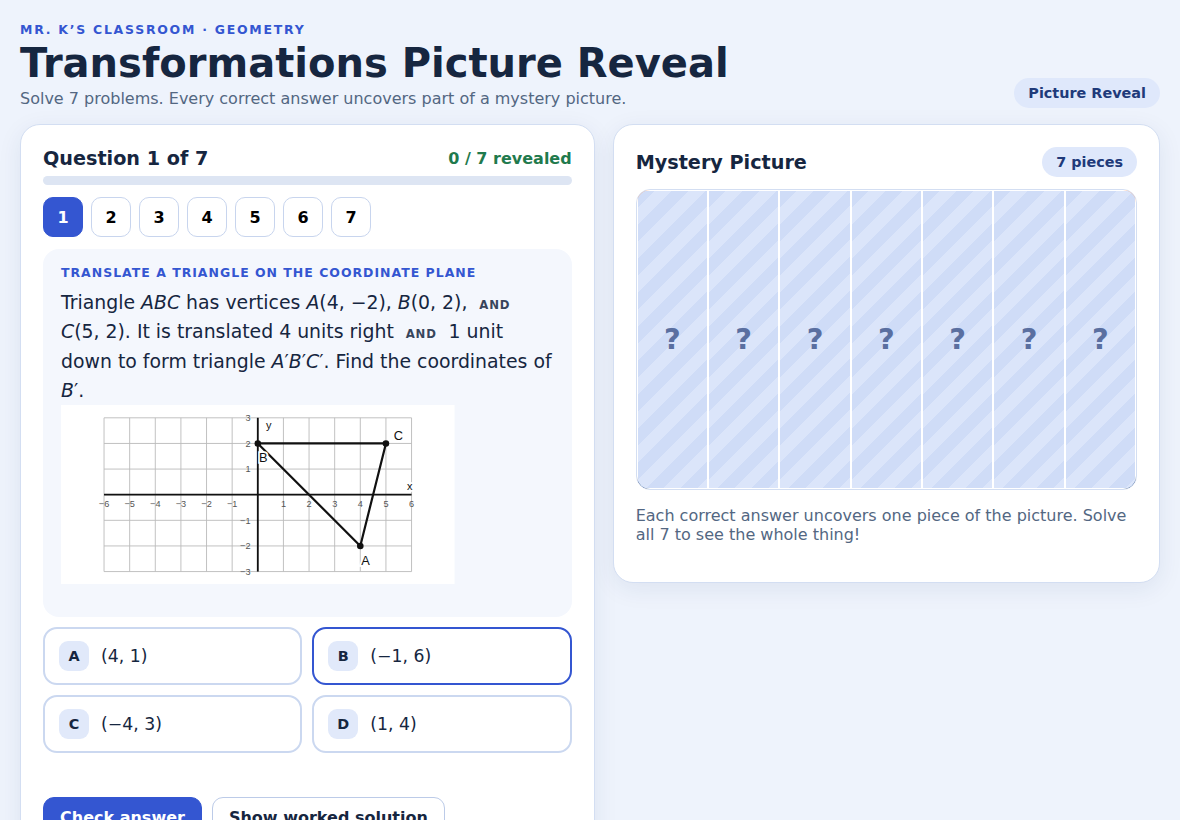 MR. K’S CLASSROOM · GEOMETRY
Transformations Picture Reveal
Solve 7 problems. Every correct answer uncovers part of a mystery picture.
Picture Reveal
Question 1 of 7
0 / 7 revealed
1 2 3 4 5 6 7
TRANSLATE A TRIANGLE ON THE COORDINATE PLANE
Triangle ABC has vertices A(4, −2), B(0, 2), AND
C(5, 2). It is translated 4 units right AND 1 unit
down to form triangle A′B′C′. Find the coordinates of
B′.
3
y
C
2
B
1
x
−6 −5 −4 −3 −2 −1 1 2 3 4 5 6
−1
−2
A
−3
A (4, 1)
B (−1, 6)
C (−4, 3)
D (1, 4)
Check answer
Show worked solution
Mystery Picture
7 pieces
? ? ? ? ? ? ?
Each correct answer uncovers one piece of the picture. Solve
all 7 to see the whole thing!